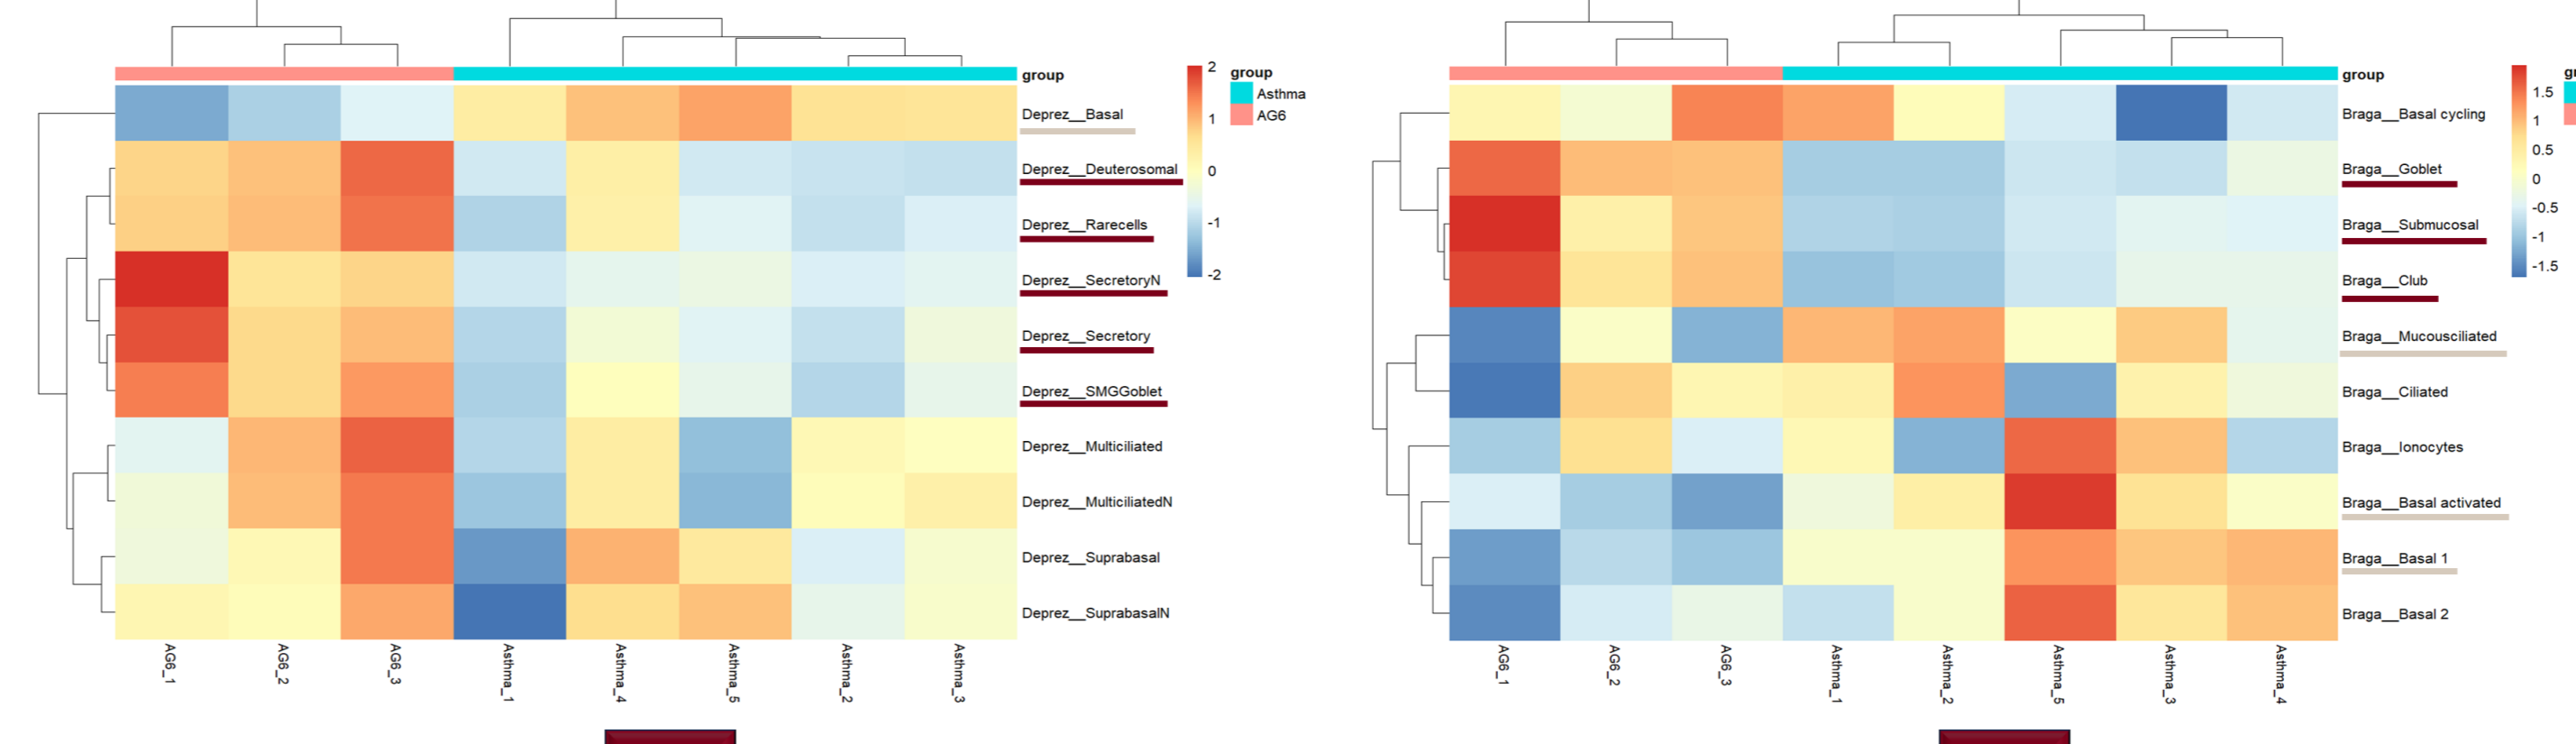 group
Deprez__Basal
Deprez__Deuterosomal
Deprez__Rarecells
Deprez__SecretoryN
Deprez__Secretory
Deprez__SMGGoblet
Deprez__Multiciliated
Deprez__MulticiliatedN
Deprez__Suprabasal
Deprez__SuprabasalN
AG6_1
AG6_2
AG6_3
Asthma_1
Asthma_4
Asthma_5
Asthma_2
Asthma_3
2
1
0
-1
-2
group
Asthma
AG6
group
Braga__Basal cycling
Braga__Goblet
Braga__Submucosal
Braga__Club
Braga__Mucousciliated
Braga__Ciliated
Braga__Ionocytes
Braga__Basal activated
Braga__Basal 1
Braga__Basal 2
AG6_1
AG6_2
AG6_3
Asthma_1
Asthma_2
Asthma_5
Asthma_3
Asthma_4
1.5
1
0.5
0
-0.5
-1
-1.5